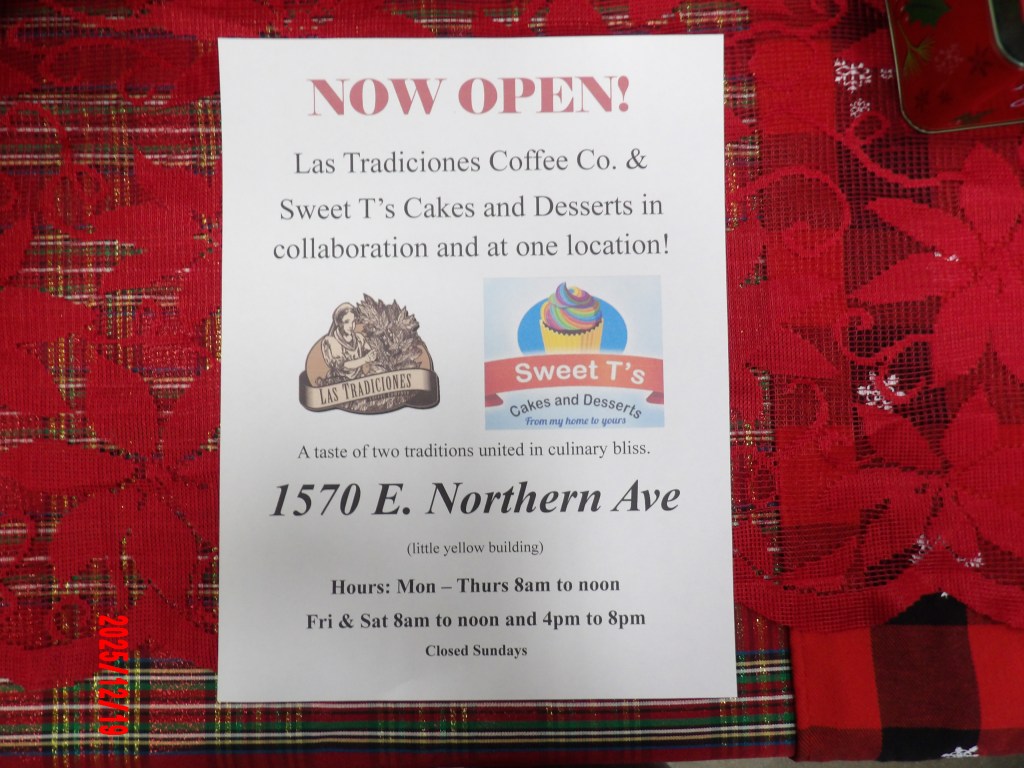 NOW OPEN!
Las Tradiciones Coffee Co. &
Sweet T's Cakes and Desserts in
collaboration and at one location!
LAS TRADICIONES
Sweet T's
Cakes and Desserts
From my home to yours
A taste of two traditions united in culinary bliss.
1570 E. Northern Ave
(little yellow building)
Hours: Mon – Thurs 8am to noon
Fri & Sat 8am to noon and 4pm to 8pm
Closed Sundays
2025/12/19